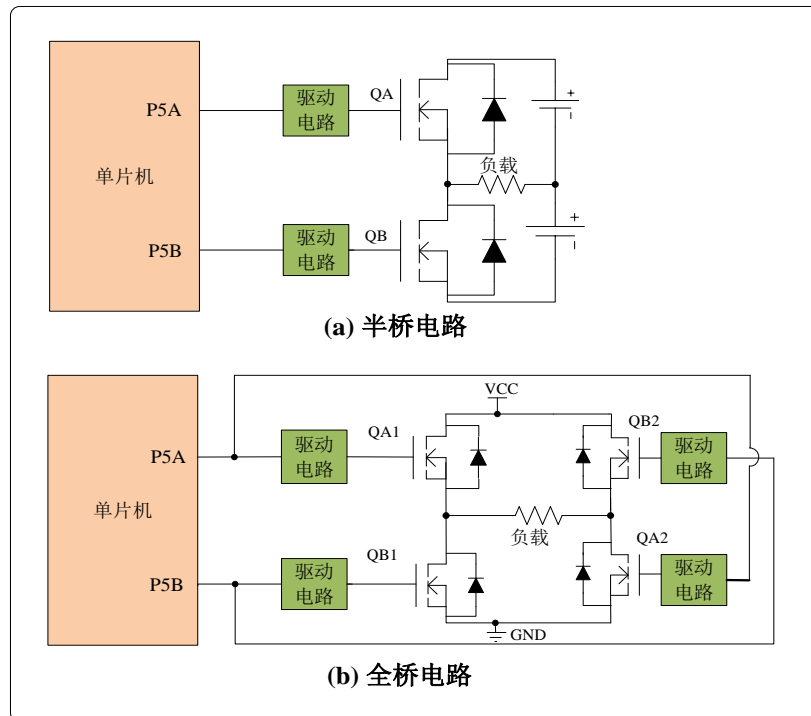 P5A
驱动
电路
QA
+
-
单片机
负载
+
-
P5B
驱动
电路
QB
(a) 半桥电路
VCC
QA1
QB2
P5A
驱动
电路
驱动
电路
单片机
负载
QB1
QA2
P5B
驱动
电路
驱动
电路
GND
(b) 全桥电路